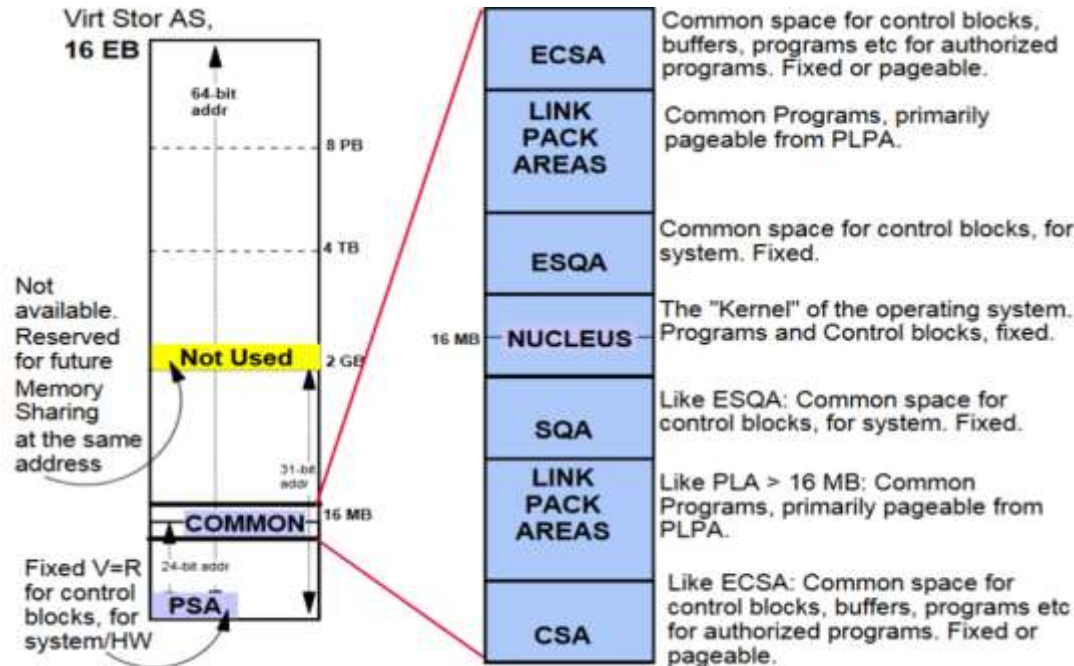 Virt Stor AS,
16 EB
64-bit
addr
8 PB
4 TB
Not
available.
Reserved
for future
Memory
Sharing
at the same
address
Not Used
2 GB
31-bit
addr
COMMON
16 MB
24-bit addr
Fixed V=R
for control
blocks, for
system/HW
PSA
ECSA
Common space for control blocks,
buffers, programs etc for authorized
programs. Fixed or pageable.
LINK
PACK
AREAS
Common Programs, primarily
pageable from PLPA.
ESQA
Common space for control blocks, for
system. Fixed.
16 MB
NUCLEUS
The "Kernel" of the operating system.
Programs and Control blocks, fixed.
SQA
Like ESQA: Common space for
control blocks, for system. Fixed.
LINK
PACK
AREAS
Like PLA > 16 MB: Common
Programs, primarily pageable from
PLPA.
CSA
Like ECSA: Common space for
control blocks, buffers, programs etc
for authorized programs. Fixed or
pageable.